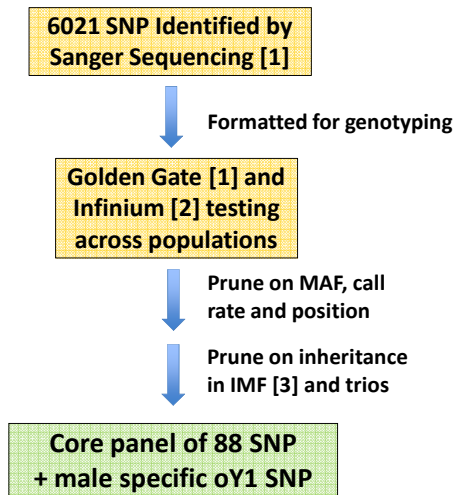 6021 SNP Identified by
Sanger Sequencing [1]
Formatted for genotyping
Golden Gate [1] and
Infinium [2] testing
across populations
Prune on MAF, call
rate and position
Prune on inheritance
in IMF [3] and trios
Core panel of 88 SNP
+ male specific oY1 SNP